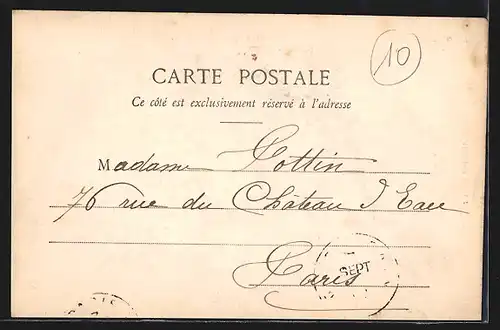 10
CARTE POSTALE
Ce côté est exclusivement réservé à l'adresse
Madame Cottin
76 rue du Château d'Eau
Paris
SEPT